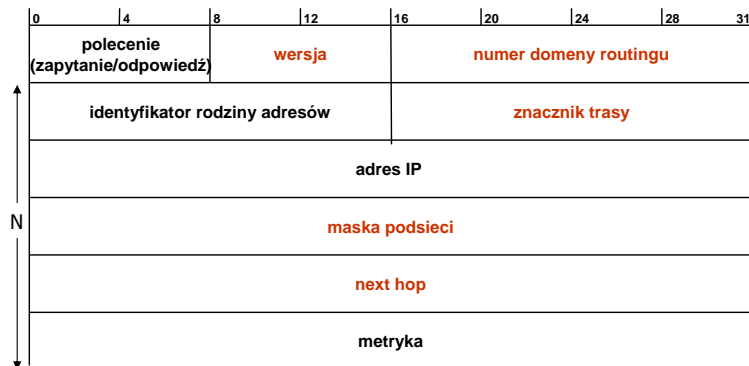 0 4 8 12 16 20 24 28 31
polecenie
(zapytanie/odpowiedź)
wersja
numer domeny routingu
identyfikator rodziny adresów
znacznik trasy
adres IP
N
maska podsieci
next hop
metryka